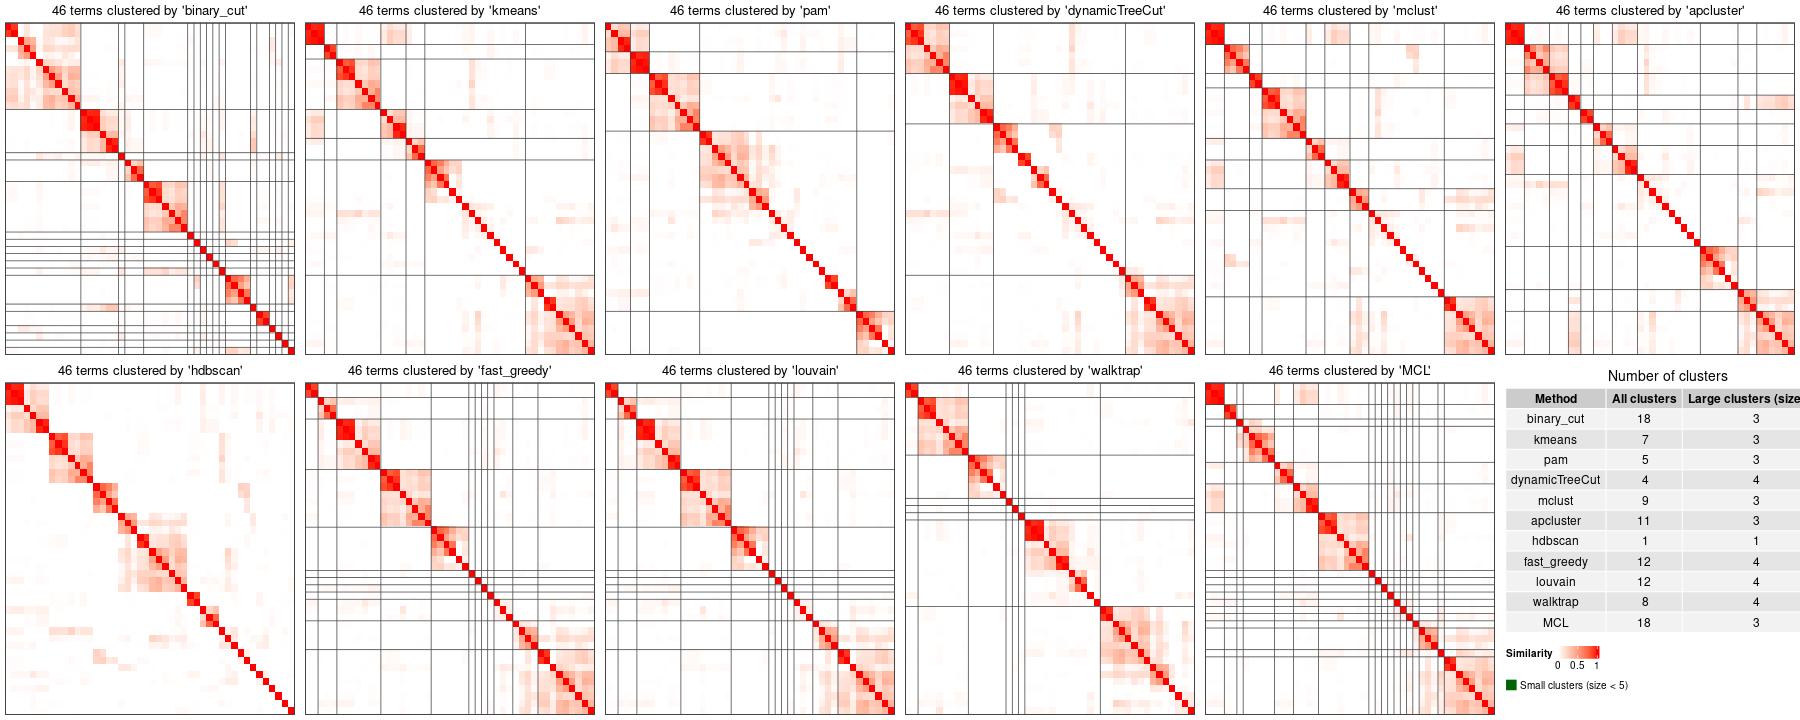 46 terms clustered by 'binary_cut'
46 terms clustered by 'kmeans'
46 terms clustered by 'pam'
46 terms clustered by 'dynamicTreeCut'
46 terms clustered by 'mclust'
46 terms clustered by 'apcluster'
46 terms clustered by 'hdbscan'
46 terms clustered by 'fast_greedy'
46 terms clustered by 'louvain'
46 terms clustered by 'walktrap'
46 terms clustered by 'MCL'
Number of clusters
Method All clusters Large clusters (size
binary_cut 18 3
kmeans 7 3
pam 5 3
dynamicTreeCut 4 4
mclust 9 3
apcluster 11 3
hdbscan 1 1
fast_greedy 12 4
louvain 12 4
walktrap 8 4
MCL 18 3
Similarity
0 0.5 1
Small clusters (size < 5)